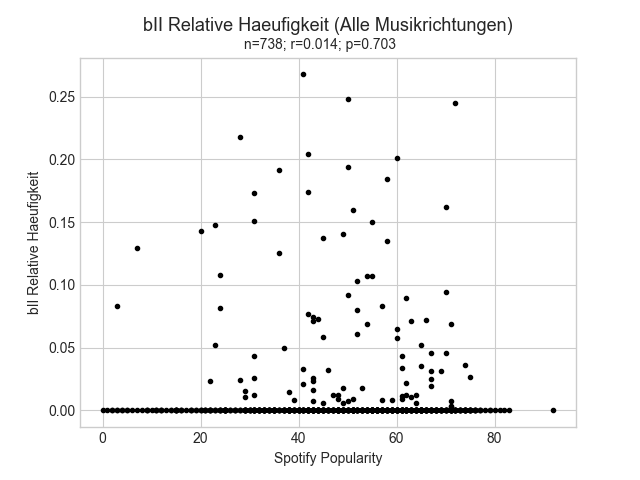 bII Relative Haeufigkeit (Alle Musikrichtungen)
n=738; r=0.014; p=0.703
bII Relative Haeufigkeit
0.25
0.20
0.15
0.10
0.05
0.00
0 20 40 60 80
Spotify Popularity